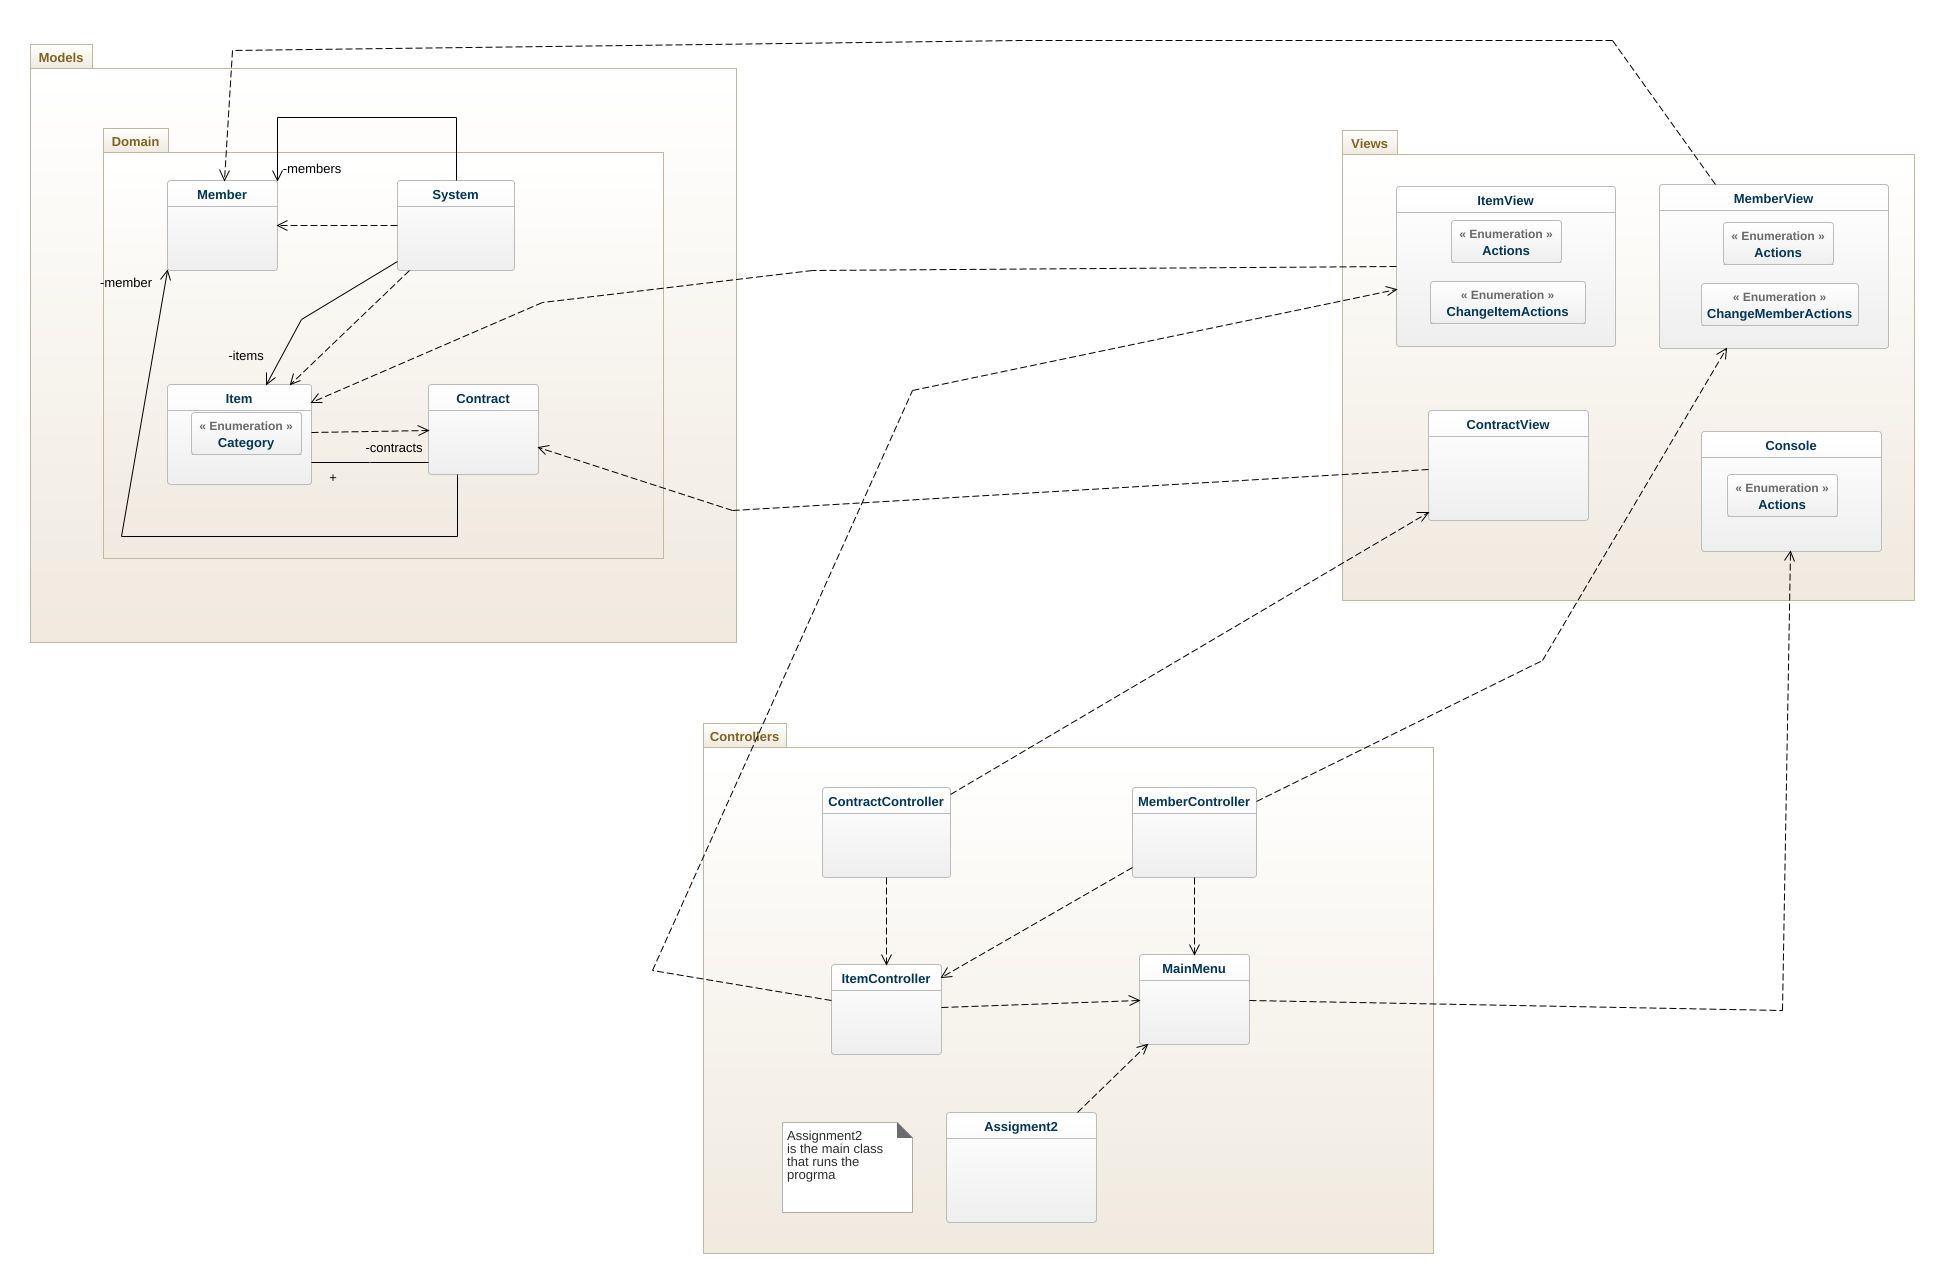 Models
Domain
-members
Member
System
-member
-items
Item
« Enumeration »
Category
Contract
-contracts
+
Views
ItemView
« Enumeration »
Actions
« Enumeration »
ChangeItemActions
MemberView
« Enumeration »
Actions
« Enumeration »
ChangeMemberActions
ContractView
Console
« Enumeration »
Actions
Controllers
ContractController
MemberController
ItemController
MainMenu
Assignment2
is the main class
that runs the
progrma
Assigment2